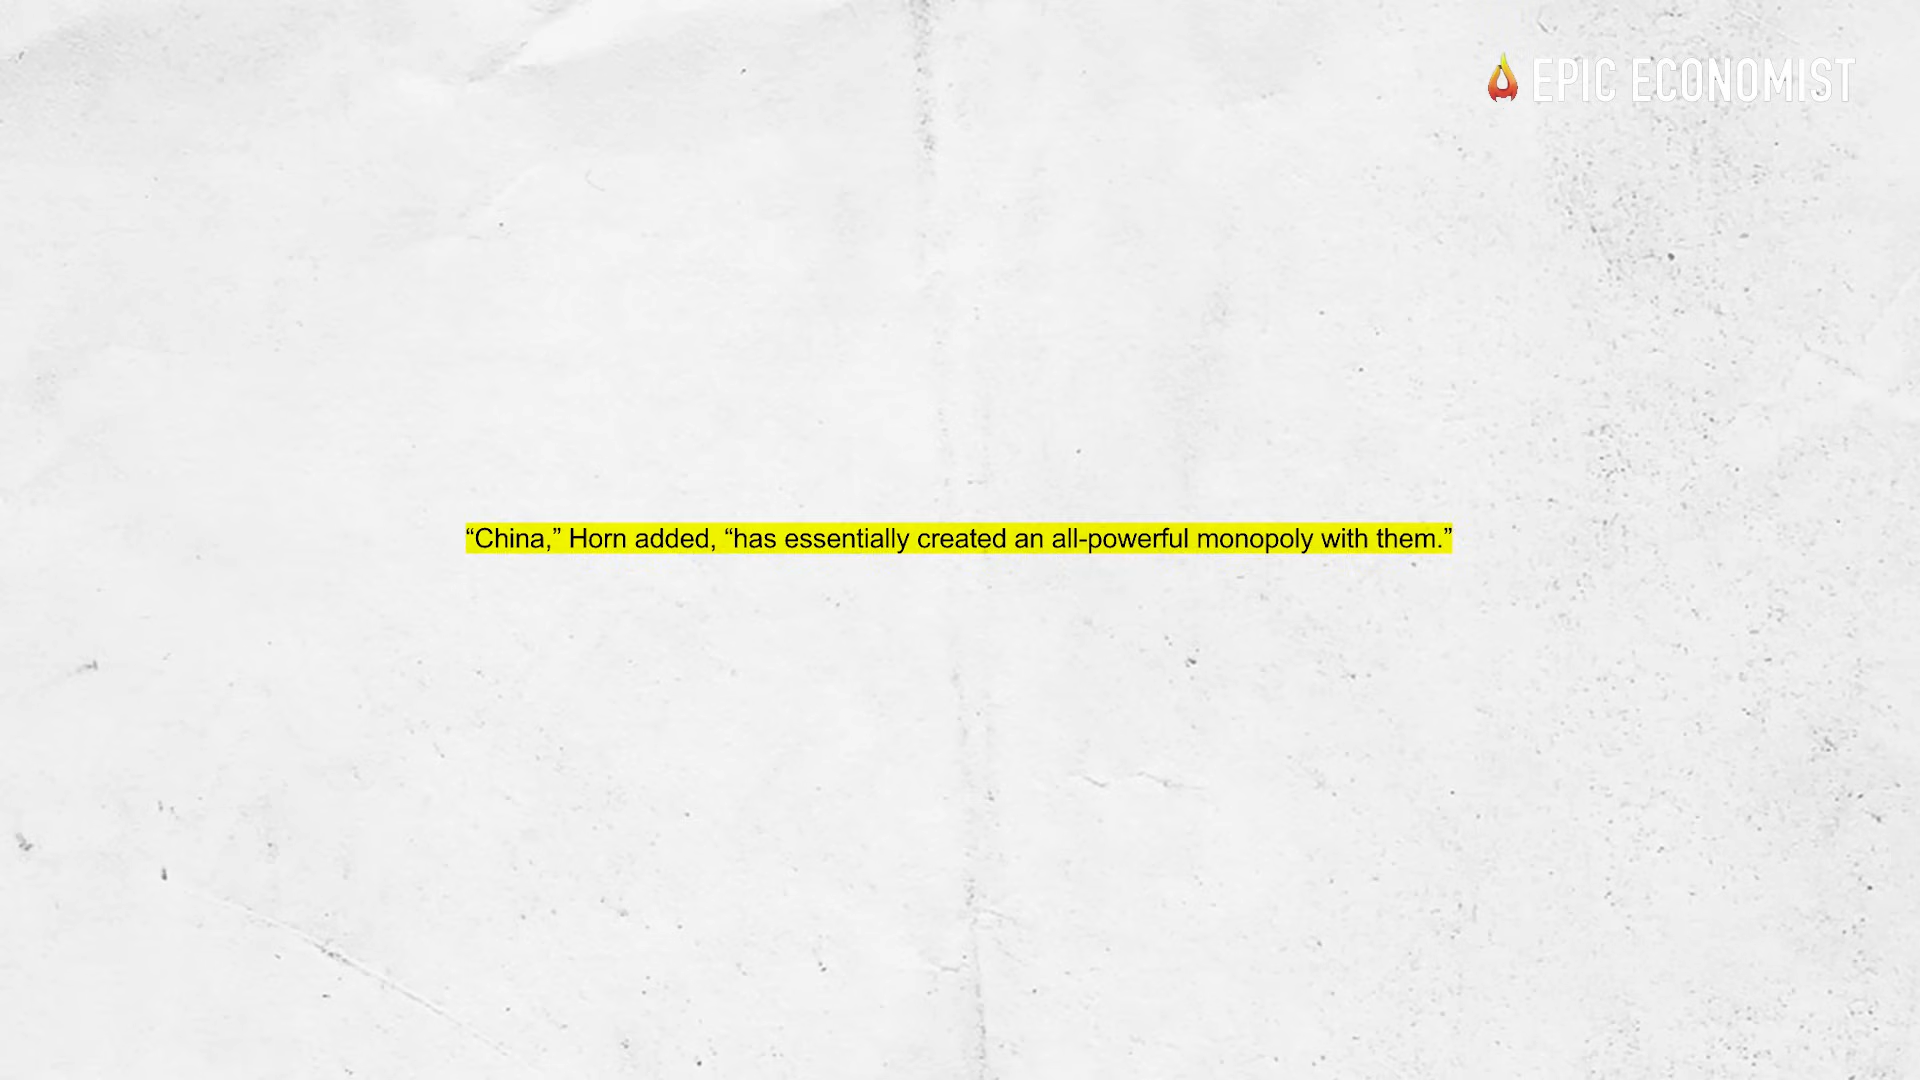 EPIC ECONOMIST
“China,” Horn added, “has essentially created an all-powerful monopoly with them.”